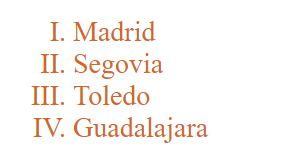 I. Madrid
II. Segovia
III. Toledo
IV. Guadalajara